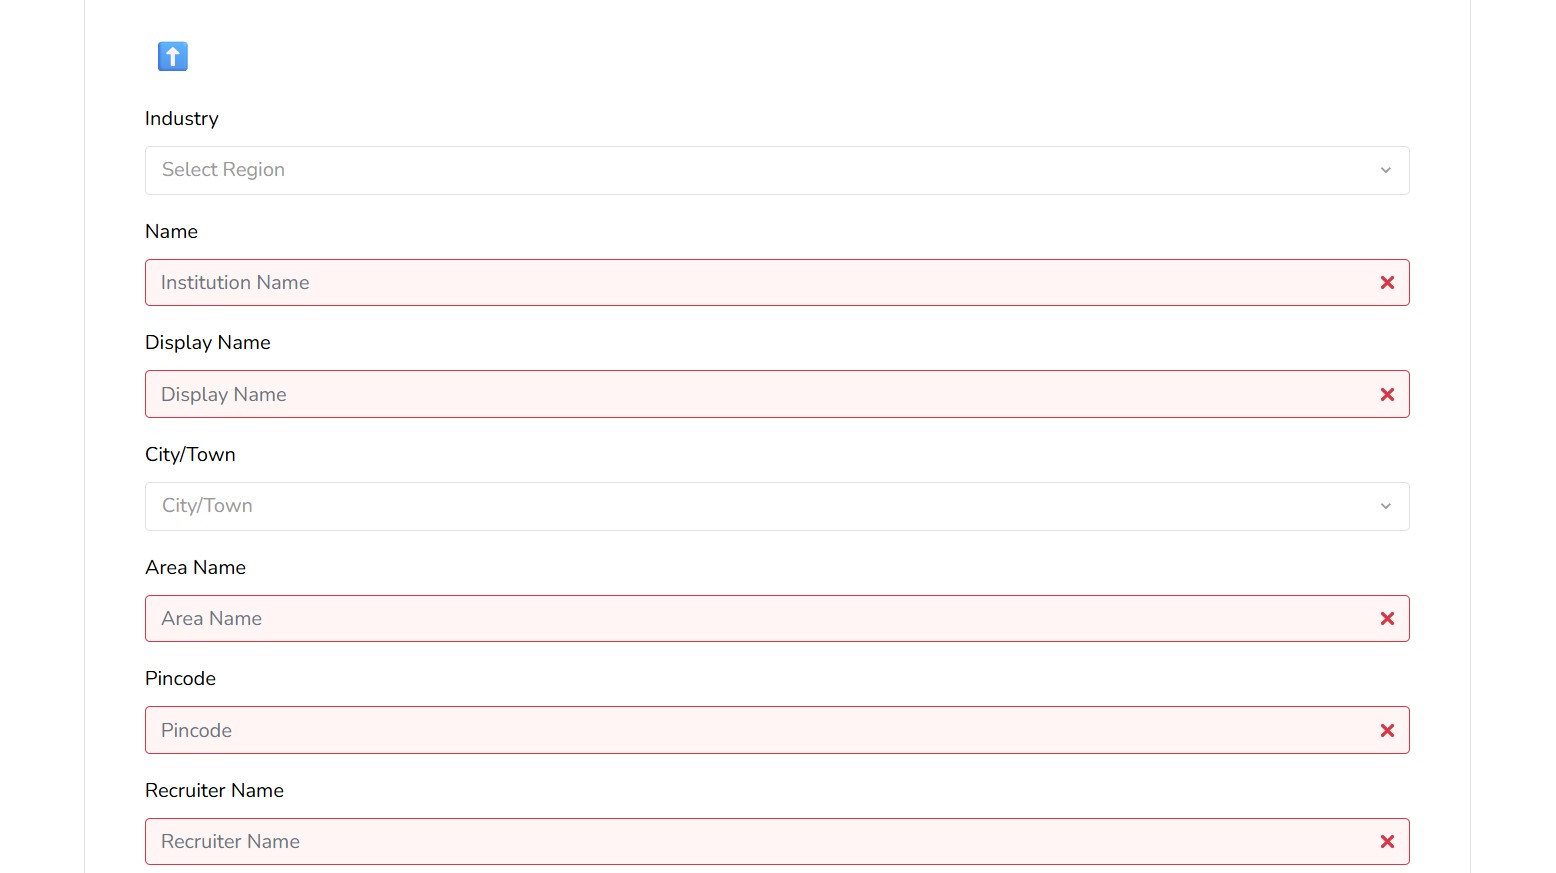 Industry
Select Region
Name
Institution Name
Display Name
Display Name
City/Town
City/Town
Area Name
Area Name
Pincode
Pincode
Recruiter Name
Recruiter Name